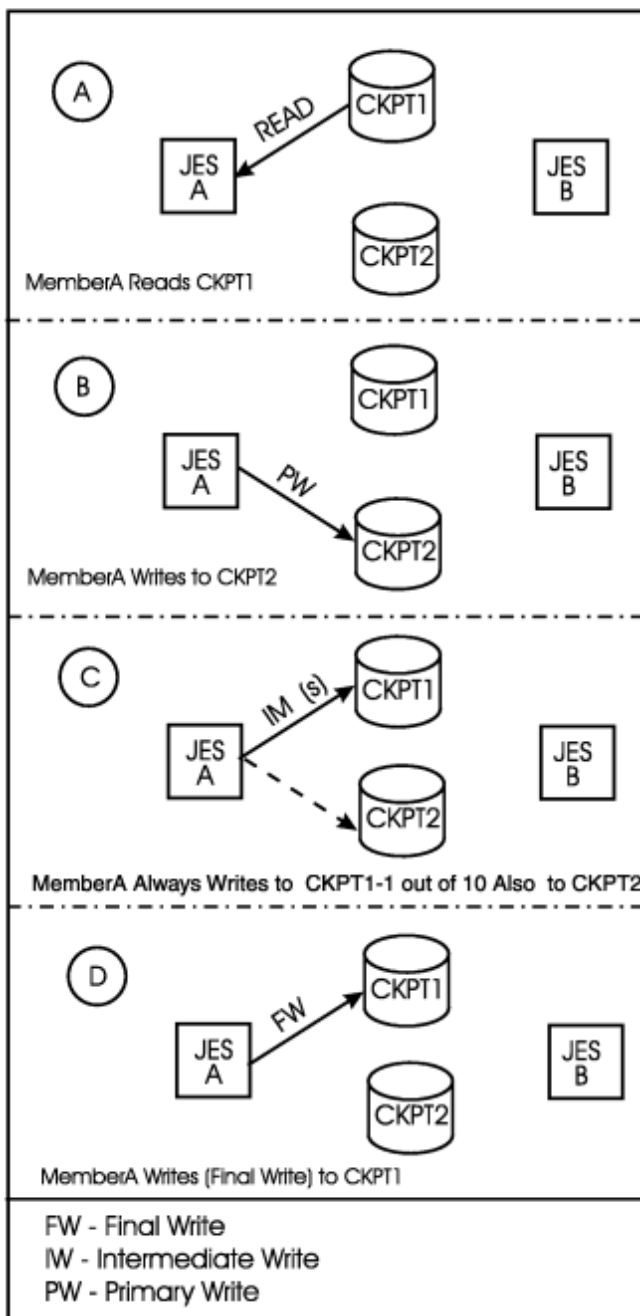 A
CKPT1
READ
JES
A
JES
B
CKPT2
MemberA Reads CKPT1
B
CKPT1
JES
A
PW
JES
B
CKPT2
MemberA Writes to CKPT2
C
CKPT1
IM (s)
JES
A
JES
B
CKPT2
MemberA Always Writes to CKPT1-1 out of 10 Also to CKPT2
D
CKPT1
FW
JES
A
JES
B
CKPT2
MemberA Writes (Final Write) to CKPT1
FW - Final Write
IW - Intermediate Write
PW - Primary Write